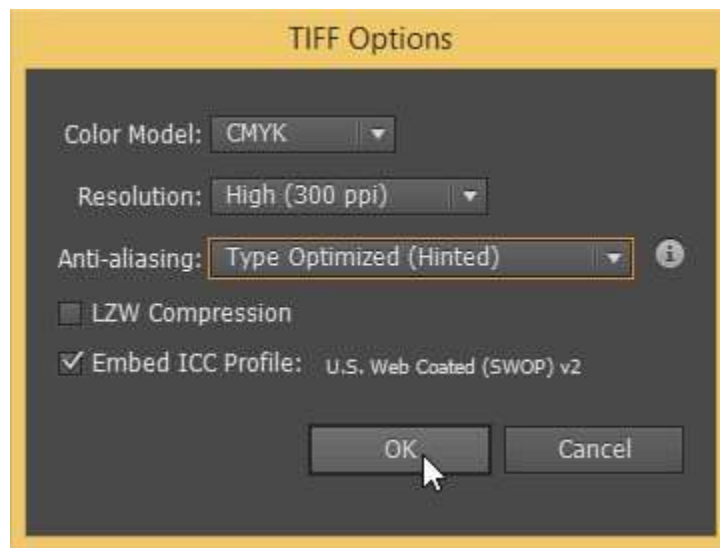 TIFF Options
Color Model: CMYK
Resolution: High (300 ppi)
Anti-aliasing: Type Optimized (Hinted)
LZW Compression
Embed ICC Profile: U.S. Web Coated (SWOP) v2
OK Cancel